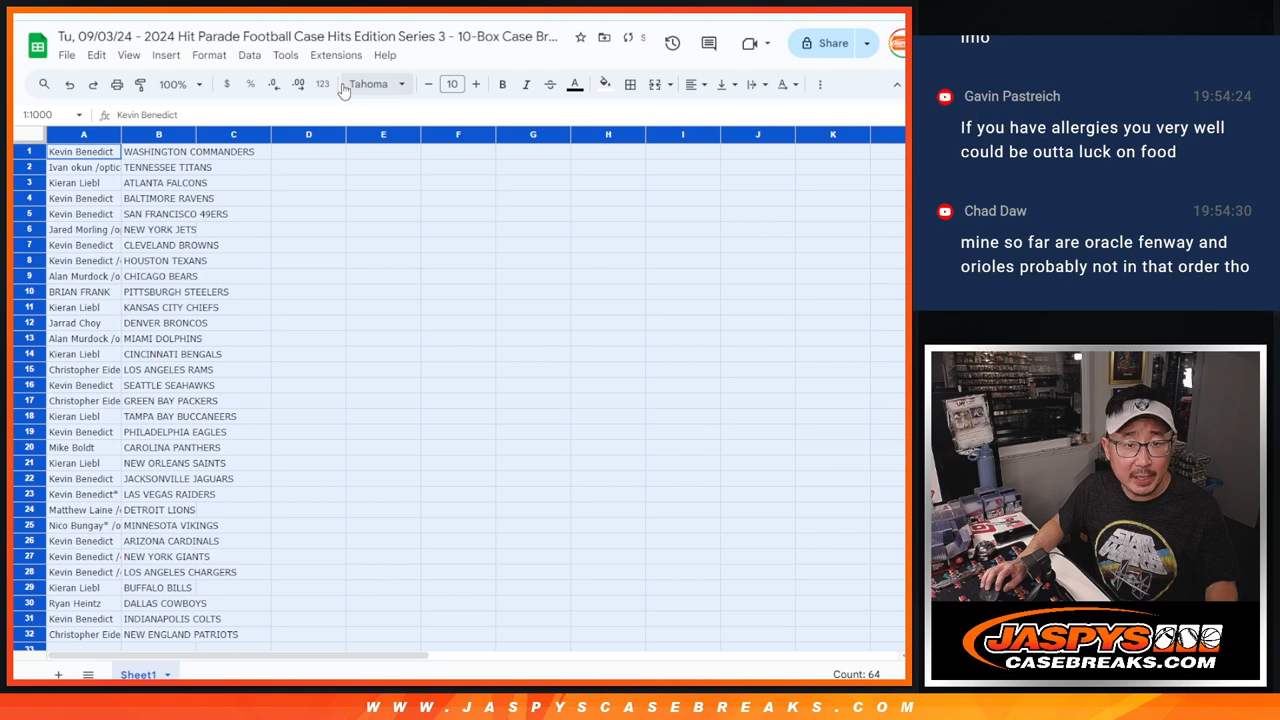 Tu, 09/03/24 - 2024 Hit Parade Football Case Hits Edition Series 3 - 10-Box Case Br...
Share
File Edit View Insert Format Data Tools Extensions Help
100% $ % .0 .00 123 Tahoma 10 B I S A
1:1000 fx Kevin Benedict
A B C D E F G H I J K
1 Kevin Benedict WASHINGTON COMMANDERS
2 Ivan okun /optic TENNESSEE TITANS
3 Kieran Liebl ATLANTA FALCONS
4 Kevin Benedict BALTIMORE RAVENS
5 Kevin Benedict SAN FRANCISCO 49ERS
6 Jared Morling /o NEW YORK JETS
7 Kevin Benedict CLEVELAND BROWNS
8 Kevin Benedict / HOUSTON TEXANS
9 Alan Murdock /o CHICAGO BEARS
10 BRIAN FRANK PITTSBURGH STEELERS
11 Kieran Liebl KANSAS CITY CHIEFS
12 Jarrad Choy DENVER BRONCOS
13 Alan Murdock /o MIAMI DOLPHINS
14 Kieran Liebl CINCINNATI BENGALS
15 Christopher Eide LOS ANGELES RAMS
16 Kevin Benedict SEATTLE SEAHAWKS
17 Christopher Eide GREEN BAY PACKERS
18 Kieran Liebl TAMPA BAY BUCCANEERS
19 Kevin Benedict PHILADELPHIA EAGLES
20 Mike Boldt CAROLINA PANTHERS
21 Kieran Liebl NEW ORLEANS SAINTS
22 Kevin Benedict JACKSONVILLE JAGUARS
23 Kevin Benedict* LAS VEGAS RAIDERS
24 Matthew Laine / DETROIT LIONS
25 Nico Bungay* /o MINNESOTA VIKINGS
26 Kevin Benedict ARIZONA CARDINALS
27 Kevin Benedict / NEW YORK GIANTS
28 Kevin Benedict / LOS ANGELES CHARGERS
29 Kieran Liebl BUFFALO BILLS
30 Ryan Heintz DALLAS COWBOYS
31 Kevin Benedict INDIANAPOLIS COLTS
32 Christopher Eide NEW ENGLAND PATRIOTS
33
Sheet1
Count: 64
imo
Gavin Pastreich 19:54:24
If you have allergies you very well
could be outta luck on food
Chad Daw 19:54:30
mine so far are oracle fenway and
orioles probably not in that order tho
JASPYS
CASEBREAKS.COM
WWW.JASPYSCASEBREAKS.COM